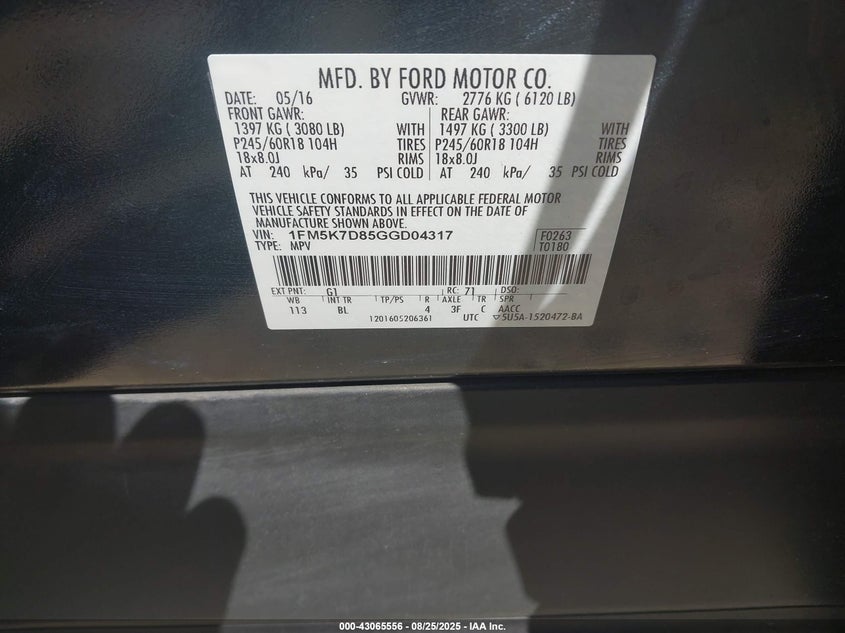 MFD. BY FORD MOTOR CO.
DATE: 05/16 GVWR: 2776 KG ( 6120 LB)
FRONT GAWR: REAR GAWR:
1397 KG ( 3080 LB) WITH 1497 KG ( 3300 LB) WITH
P245/60R18 104H TIRES P245/60R18 104H TIRES
18x8.0J RIMS 18x8.0J RIMS
AT 240 kPa/ 35 PSI COLD AT 240 kPa/ 35 PSI COLD
THIS VEHICLE CONFORMS TO ALL APPLICABLE FEDERAL MOTOR
VEHICLE SAFETY STANDARDS IN EFFECT ON THE DATE OF
MANUFACTURE SHOWN ABOVE.
VIN: 1FM5K7D85GGD04317 F0263
TYPE: MPV T0180
EXT PNT: G1 RC: 71 DSO:
WB INT TR TP/PS R AXLE TR SPR
113 BL 4 3F C AACC
1201605206361 UTC ▽5U5A-1520472-BA
000-43065556 - 08/25/2025 - IAA Inc.